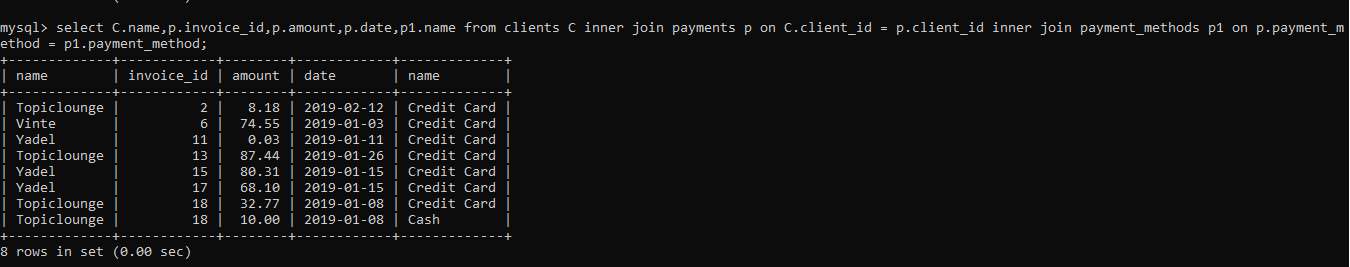 mysql> select C.name,p.invoice_id,p.amount,p.date,p1.name from clients C inner join payments p on C.client_id = p.client_id inner join payment_methods p1 on p.payment_m
ethod = p1.payment_method;
+-------------+------------+--------+------------+-------------+
| name        | invoice_id | amount | date       | name        |
+-------------+------------+--------+------------+-------------+
| Topiclounge |          2 |   8.18 | 2019-02-12 | Credit Card |
| Vinte       |          6 |  74.55 | 2019-01-03 | Credit Card |
| Yadel       |         11 |   0.03 | 2019-01-11 | Credit Card |
| Topiclounge |         13 |  87.44 | 2019-01-26 | Credit Card |
| Yadel       |         15 |  80.31 | 2019-01-15 | Credit Card |
| Yadel       |         17 |  68.10 | 2019-01-15 | Credit Card |
| Topiclounge |         18 |  32.77 | 2019-01-08 | Credit Card |
| Topiclounge |         18 |  10.00 | 2019-01-08 | Cash        |
+-------------+------------+--------+------------+-------------+
8 rows in set (0.00 sec)